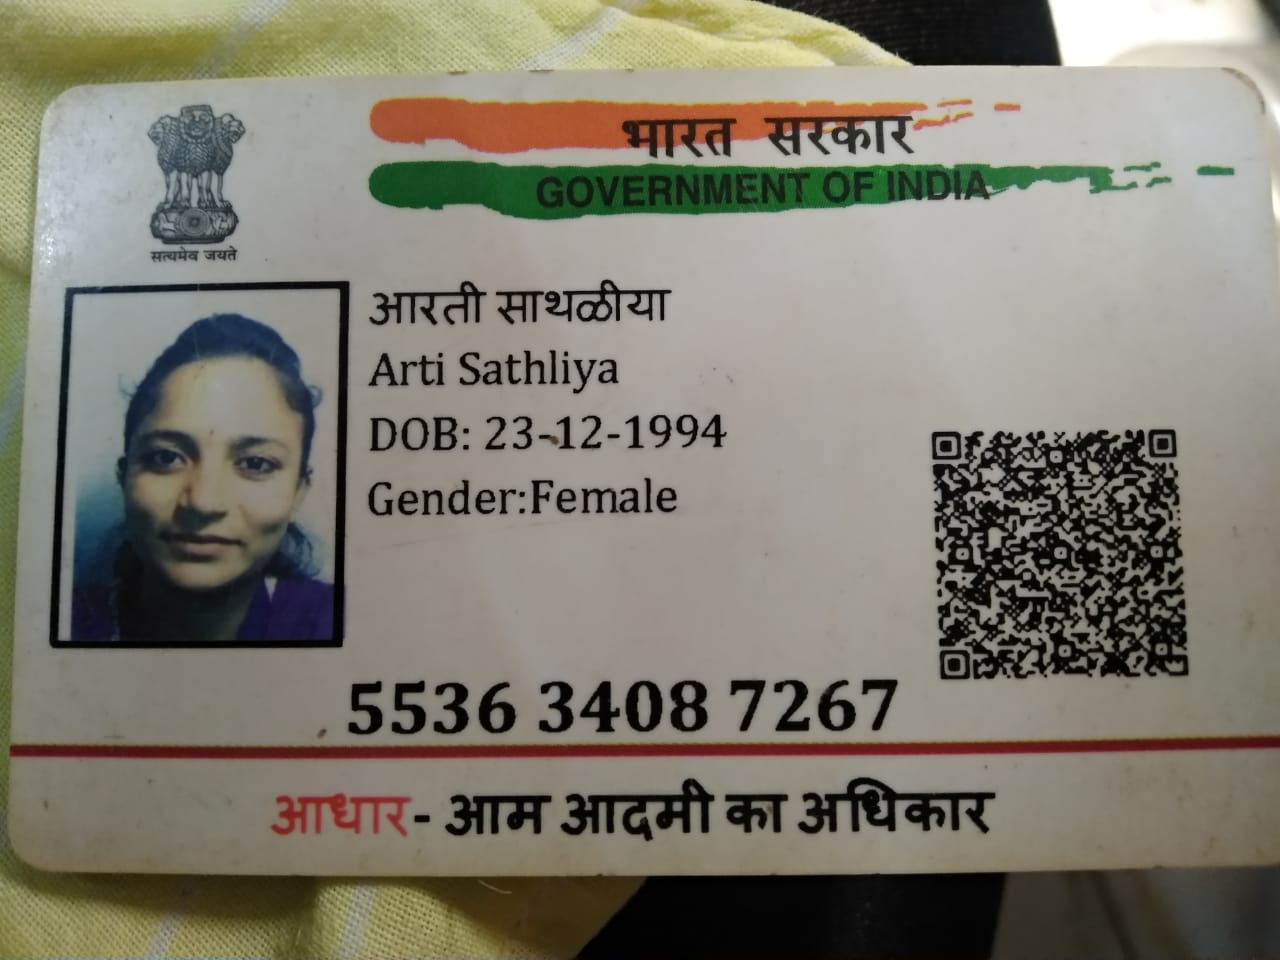 भारत सरकार
GOVERNMENT OF INDIA
सत्यमेव जयते
आरती साथळीया
Arti Sathliya
DOB: 23-12-1994
Gender:Female
5536 3408 7267
आधार- आम आदमी का अधिकार